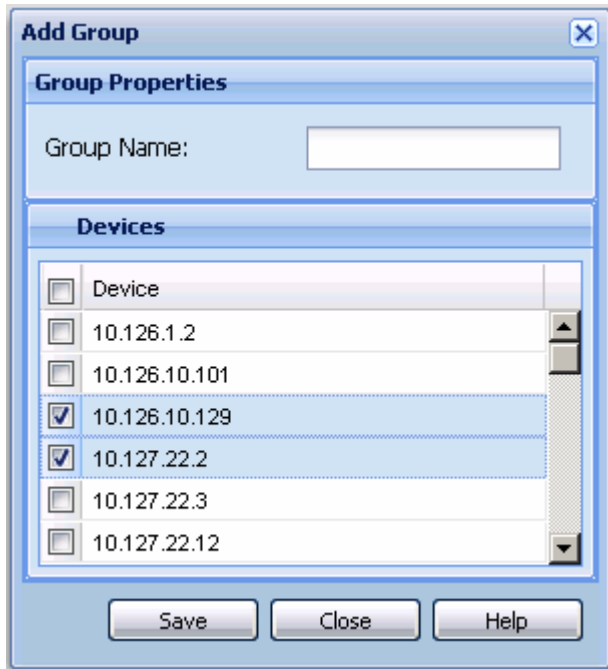 Add Group
Group Properties
Group Name:
Devices
Device
10.126.1.2
10.126.10.101
10.126.10.129
10.127.22.2
10.127.22.3
10.127.22.12
Save Close Help